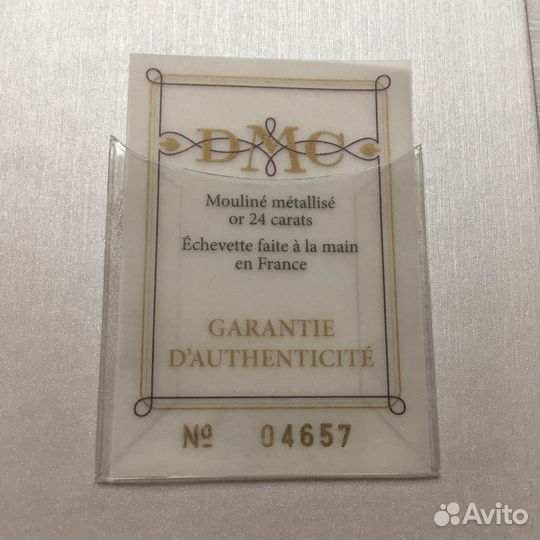 DMC
Mouliné métallisé
or 24 carats
Échevette faite à la main
en France
GARANTIE
D'AUTHENTICITÉ
Nº 04657
Avito